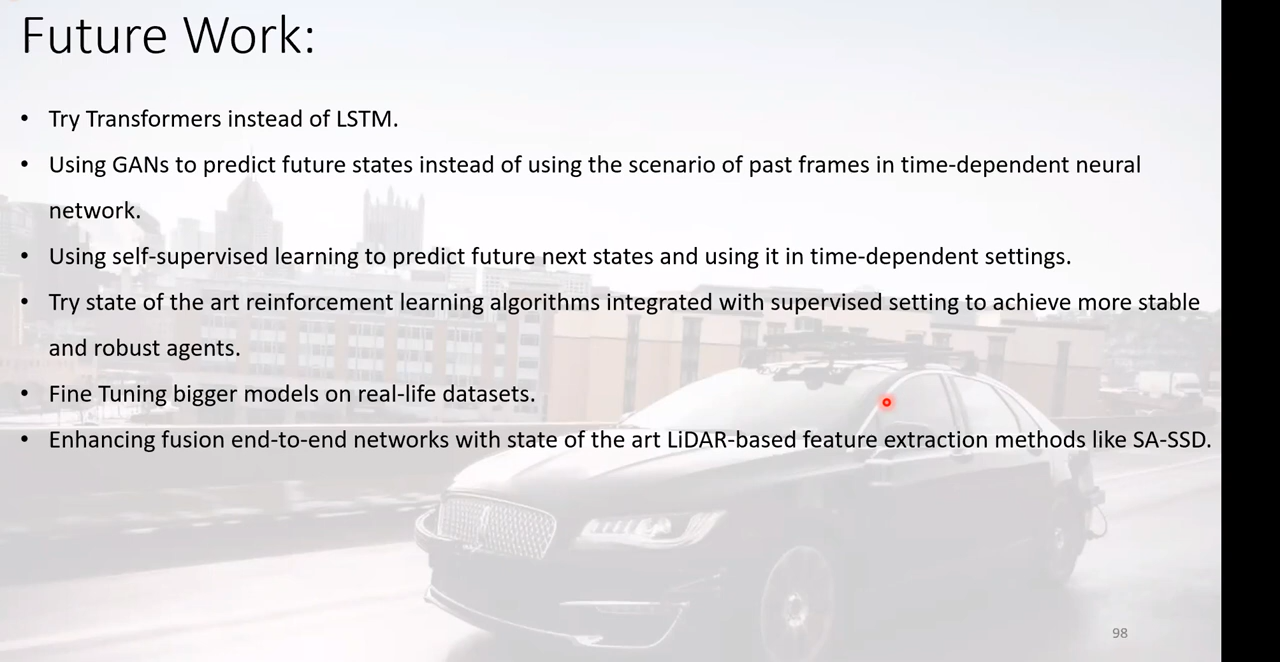 Future Work:
• Try Transformers instead of LSTM.
• Using GANs to predict future states instead of using the scenario of past frames in time-dependent neural
network.
• Using self-supervised learning to predict future next states and using it in time-dependent settings.
• Try state of the art reinforcement learning algorithms integrated with supervised setting to achieve more stable
and robust agents.
• Fine Tuning bigger models on real-life datasets.
• Enhancing fusion end-to-end networks with state of the art LiDAR-based feature extraction methods like SA-SSD.
98